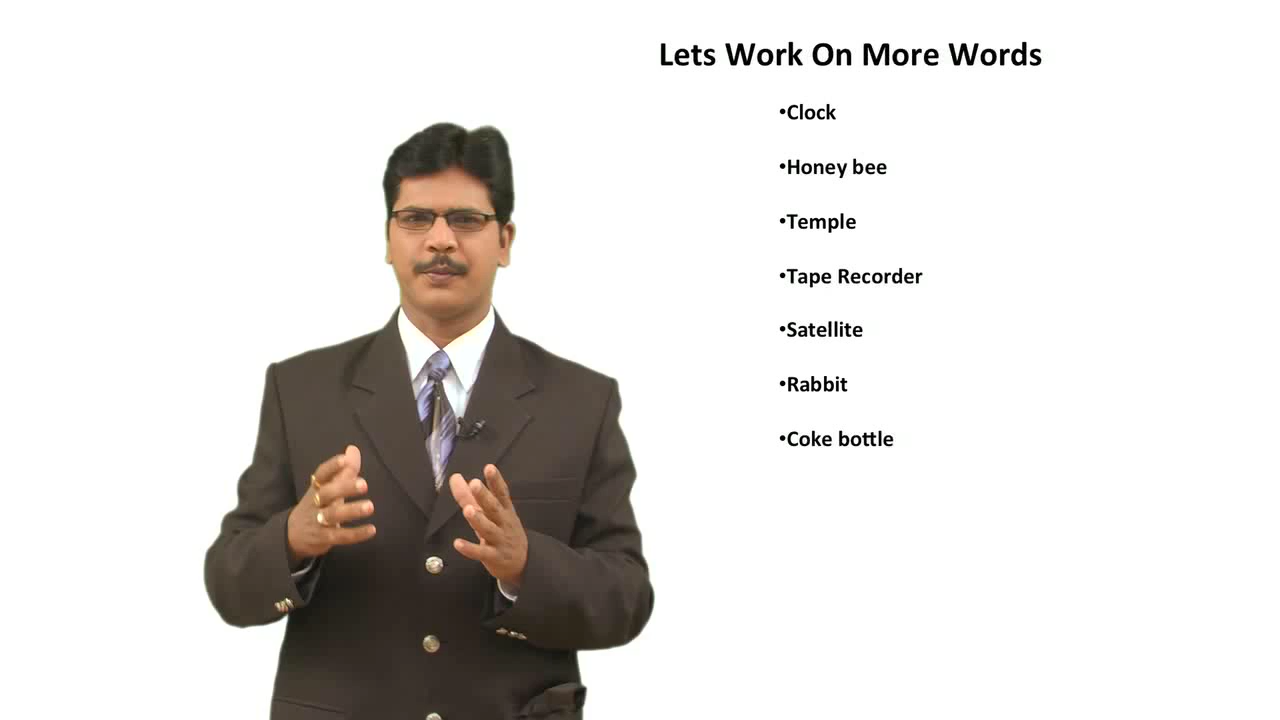 Lets Work On More Words
•Clock
•Honey bee
•Temple
•Tape Recorder
•Satellite
•Rabbit
•Coke bottle